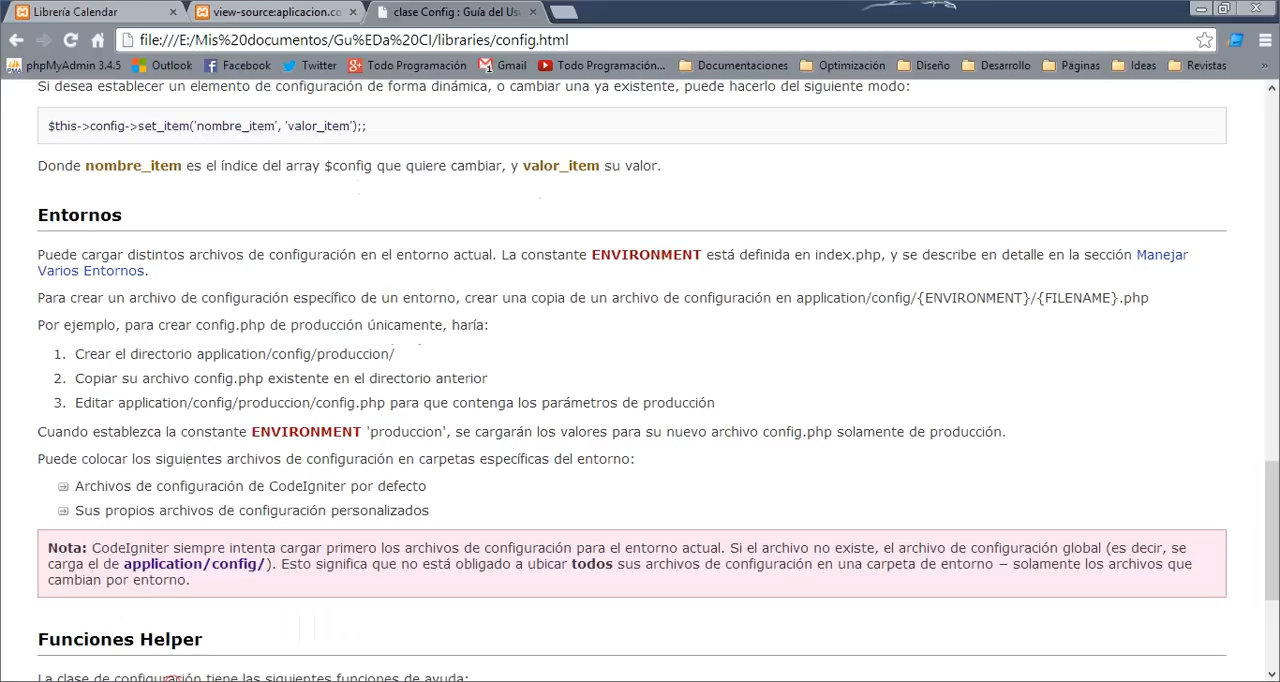 Librería Calendar
view-source:aplicacion.co
clase Config : Guía del Usu
file:///E:/Mis%20documentos/Gu%EDa%20CI/libraries/config.html
phpMyAdmin 3.4.5 Outlook Facebook Twitter Todo Programación Gmail Todo Programación... Documentaciones Optimización Diseño Desarrollo Páginas Ideas Revistas »
Si desea establecer un elemento de configuración de forma dinámica, o cambiar una ya existente, puede hacerlo del siguiente modo:
$this->config->set_item('nombre_item', 'valor_item');;
Donde nombre_item es el índice del array $config que quiere cambiar, y valor_item su valor.
Entornos
Puede cargar distintos archivos de configuración en el entorno actual. La constante ENVIRONMENT está definida en index.php, y se describe en detalle en la sección Manejar
Varios Entornos.
Para crear un archivo de configuración específico de un entorno, crear una copia de un archivo de configuración en application/config/{ENVIRONMENT}/{FILENAME}.php
Por ejemplo, para crear config.php de producción únicamente, haría:
1. Crear el directorio application/config/produccion/
2. Copiar su archivo config.php existente en el directorio anterior
3. Editar application/config/produccion/config.php para que contenga los parámetros de producción
Cuando establezca la constante ENVIRONMENT 'produccion', se cargarán los valores para su nuevo archivo config.php solamente de producción.
Puede colocar los siguientes archivos de configuración en carpetas específicas del entorno:
Archivos de configuración de CodeIgniter por defecto
Sus propios archivos de configuración personalizados
Nota: CodeIgniter siempre intenta cargar primero los archivos de configuración para el entorno actual. Si el archivo no existe, el archivo de configuración global (es decir, se
carga el de application/config/). Esto significa que no está obligado a ubicar todos sus archivos de configuración en una carpeta de entorno − solamente los archivos que
cambian por entorno.
Funciones Helper
La clase de configuración tiene las siguientes funciones de ayuda: